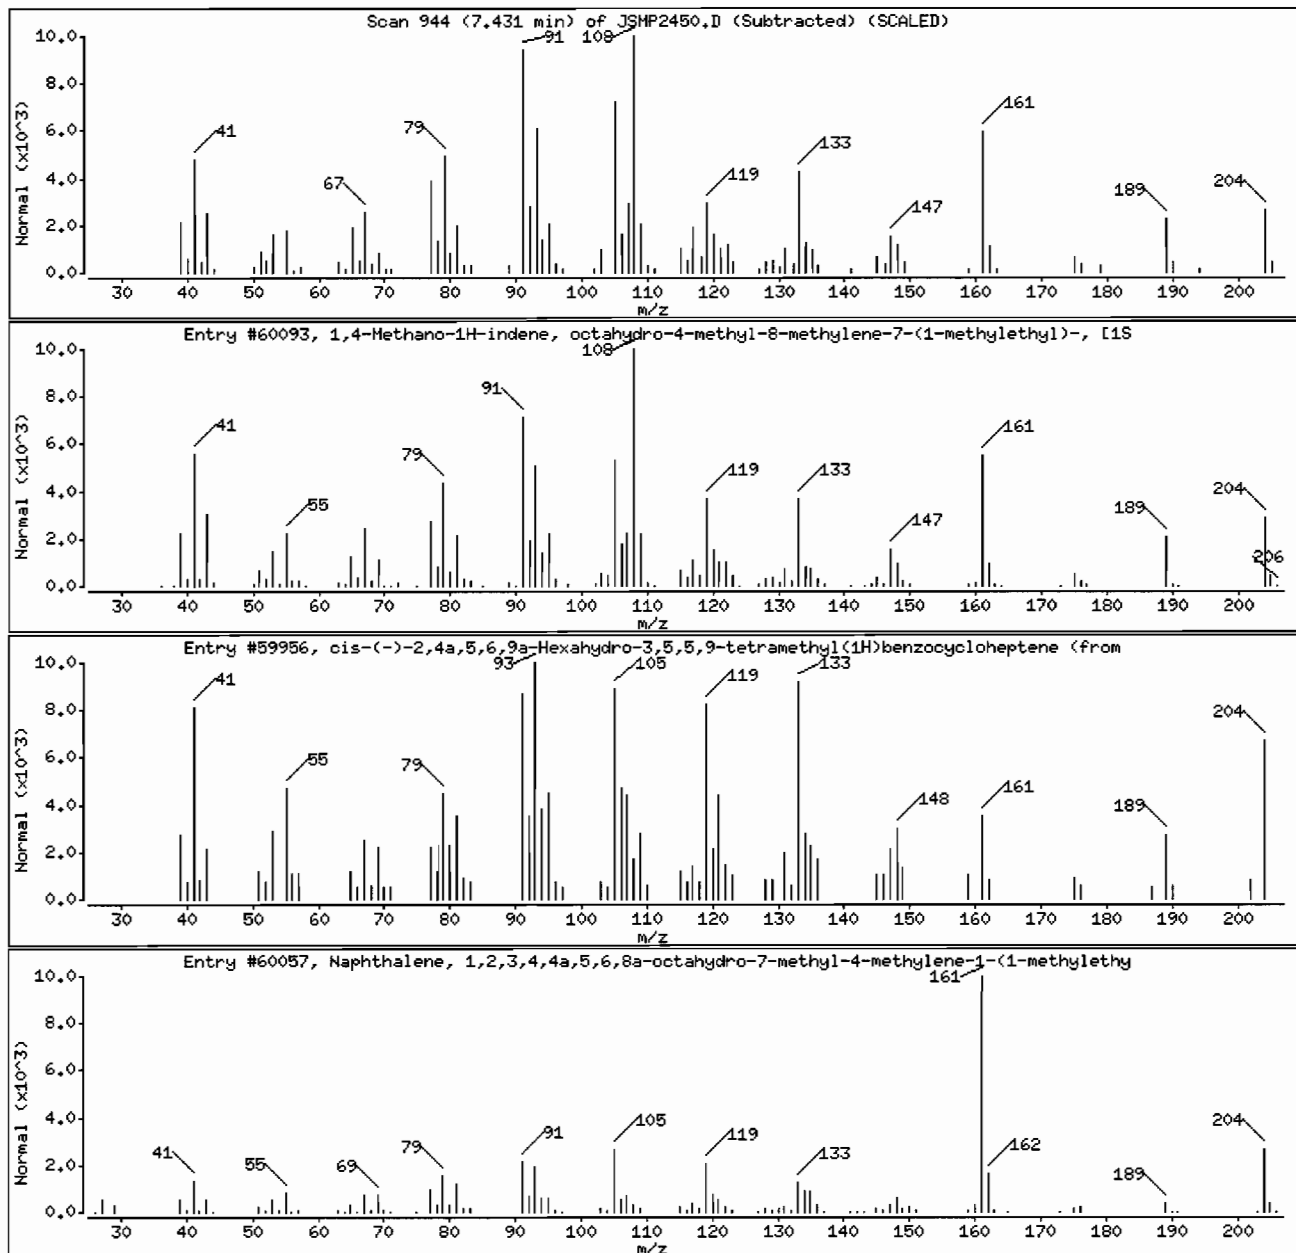 Scan 944 (7.431 min) of JSMP2450.D (Subtracted) (SCALED)
10.0
8.0
6.0
4.0
2.0
0.0
Normal (x10^3)
41 67 79 91 108 119 133 147 161 189 204
30 40 50 60 70 80 90 100 110 120 130 140 150 160 170 180 190 200
m/z
Entry #60093, 1,4-Methano-1H-indene, octahydro-4-methyl-8-methylene-7-(1-methylethyl)-, [1S
10.0
8.0
6.0
4.0
2.0
0.0
Normal (x10^3)
41 55 79 91 108 119 133 147 161 189 204 206
30 40 50 60 70 80 90 100 110 120 130 140 150 160 170 180 190 200
m/z
Entry #59956, cis-(-)-2,4a,5,6,9a-Hexahydro-3,5,5,9-tetramethyl(1H)benzocycloheptene (from
10.0
8.0
6.0
4.0
2.0
0.0
Normal (x10^3)
41 55 79 93 105 119 133 148 161 189 204
30 40 50 60 70 80 90 100 110 120 130 140 150 160 170 180 190 200
m/z
Entry #60057, Naphthalene, 1,2,3,4,4a,5,6,8a-octahydro-7-methyl-4-methylene-1-(1-methylethy
10.0
8.0
6.0
4.0
2.0
0.0
Normal (x10^3)
41 55 69 79 91 105 119 133 161 162 189 204
30 40 50 60 70 80 90 100 110 120 130 140 150 160 170 180 190 200
m/z